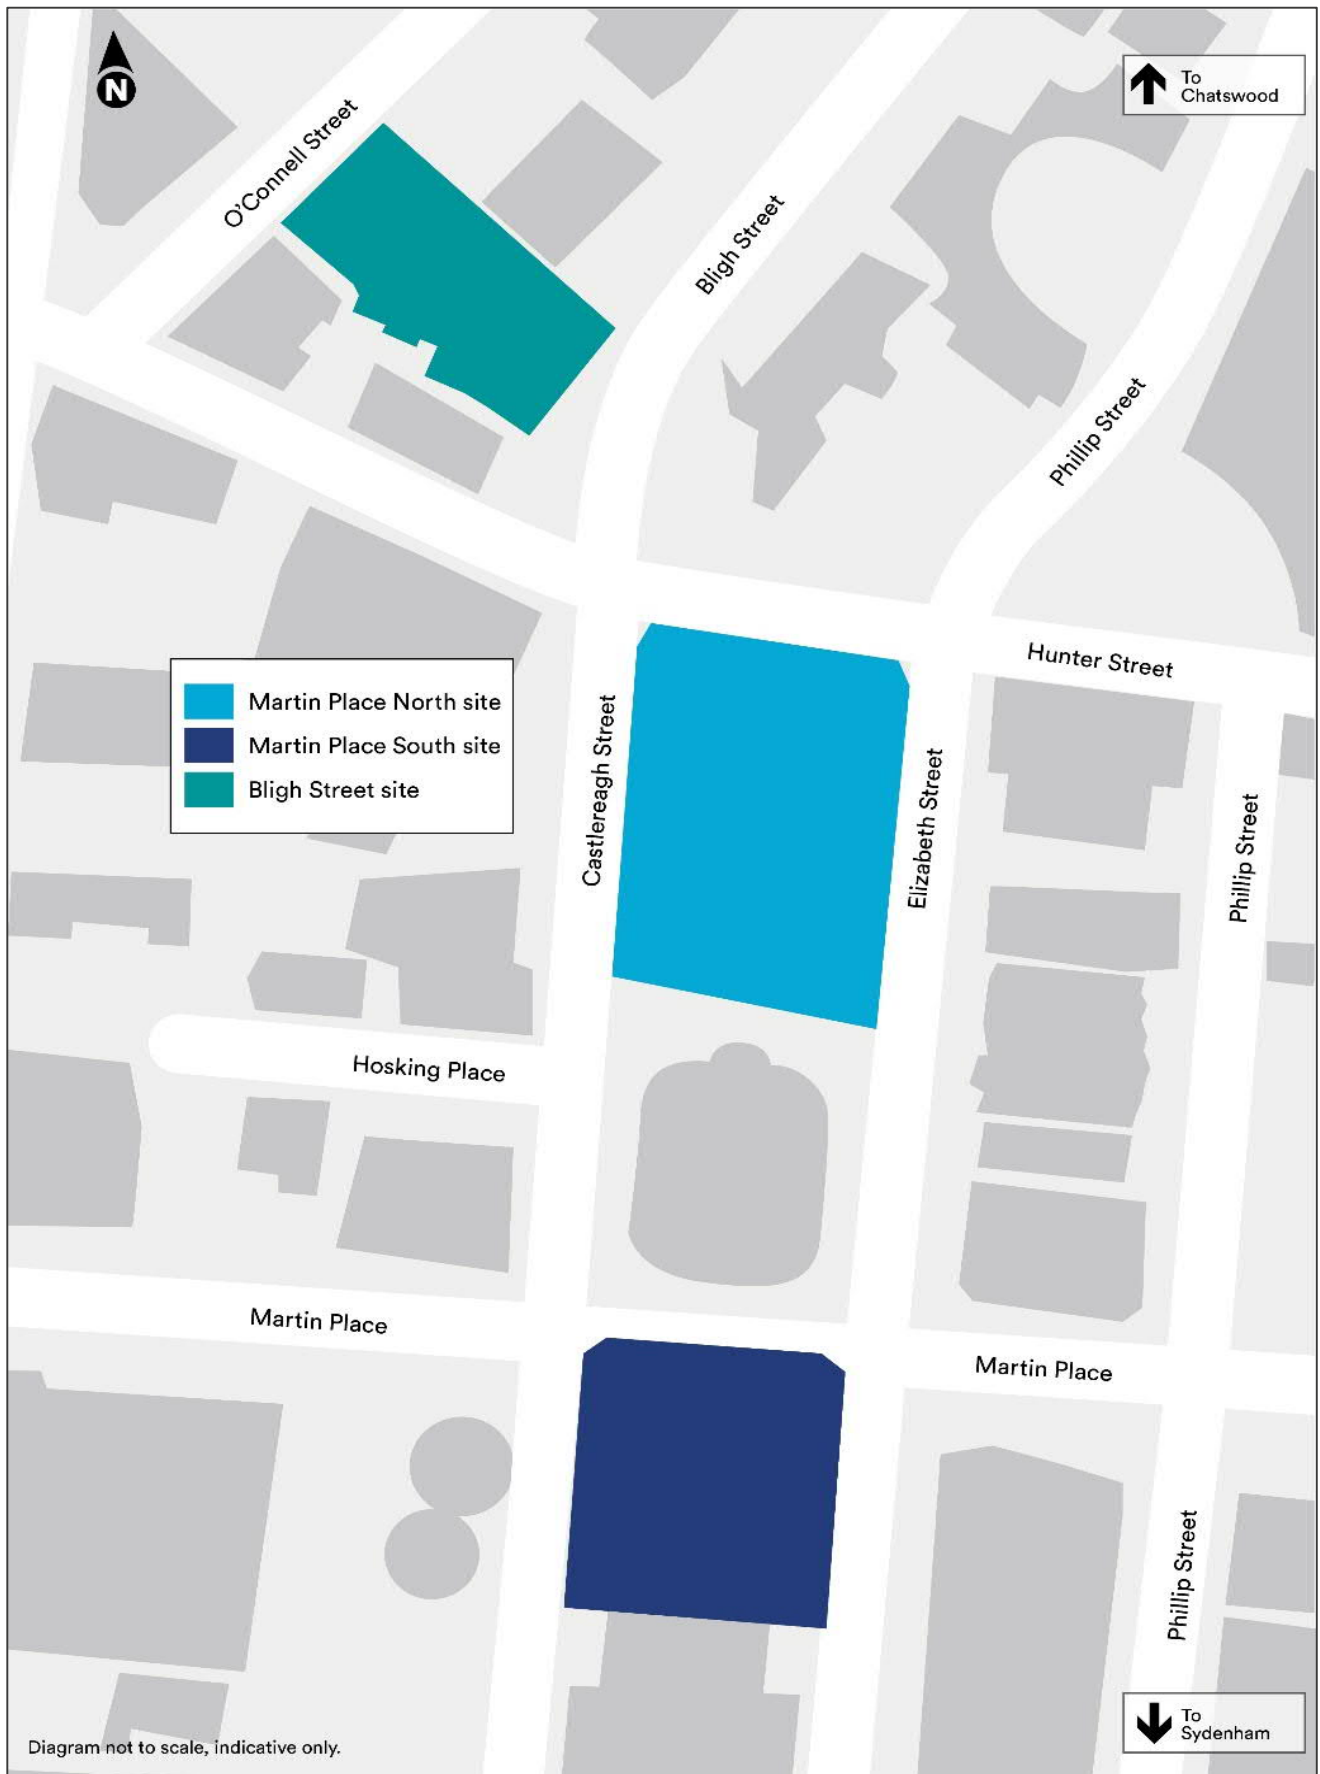 N
To
Chatswood
O'Connell Street
Bligh Street
Phillip Street
Hunter Street
Martin Place North site
Martin Place South site
Bligh Street site
Castlereagh Street
Elizabeth Street
Phillip Street
Hosking Place
Martin Place
Martin Place
Phillip Street
To
Sydenham
Diagram not to scale, indicative only.